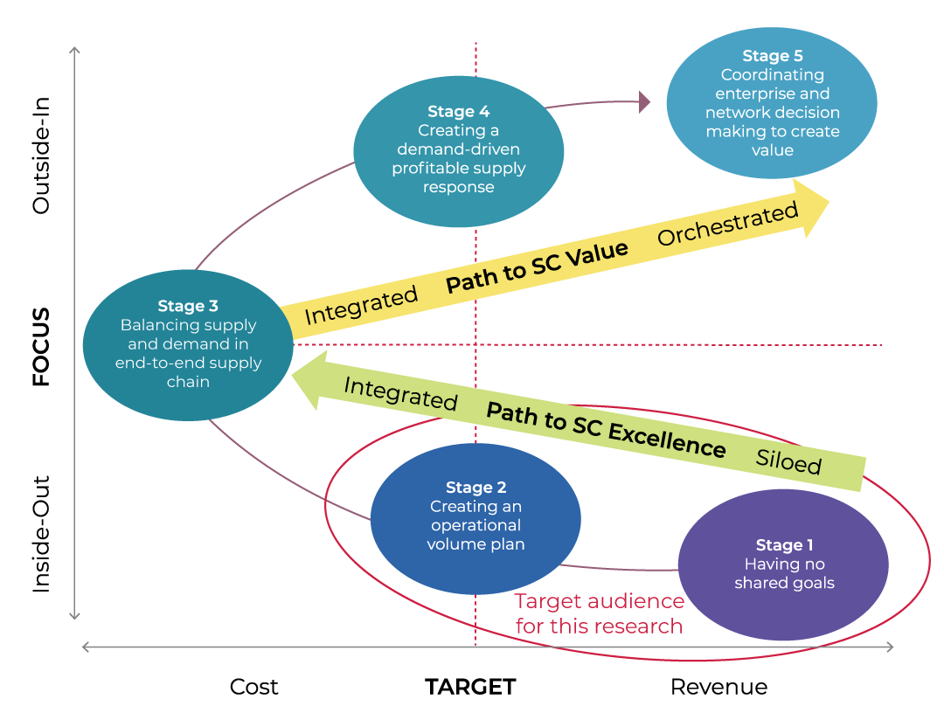 Stage 5
Coordinating
enterprise and
network decision
making to create
value
Stage 4
Creating a
demand-driven
profitable supply
response
Outside-In
Integrated Path to SC Value Orchestrated
Stage 3
Balancing supply
and demand in
end-to-end supply
chain
FOCUS
Integrated Path to SC Excellence Siloed
Stage 2
Creating an
operational
volume plan
Stage 1
Having no
shared goals
Inside-Out
Target audience
for this research
Cost
TARGET
Revenue